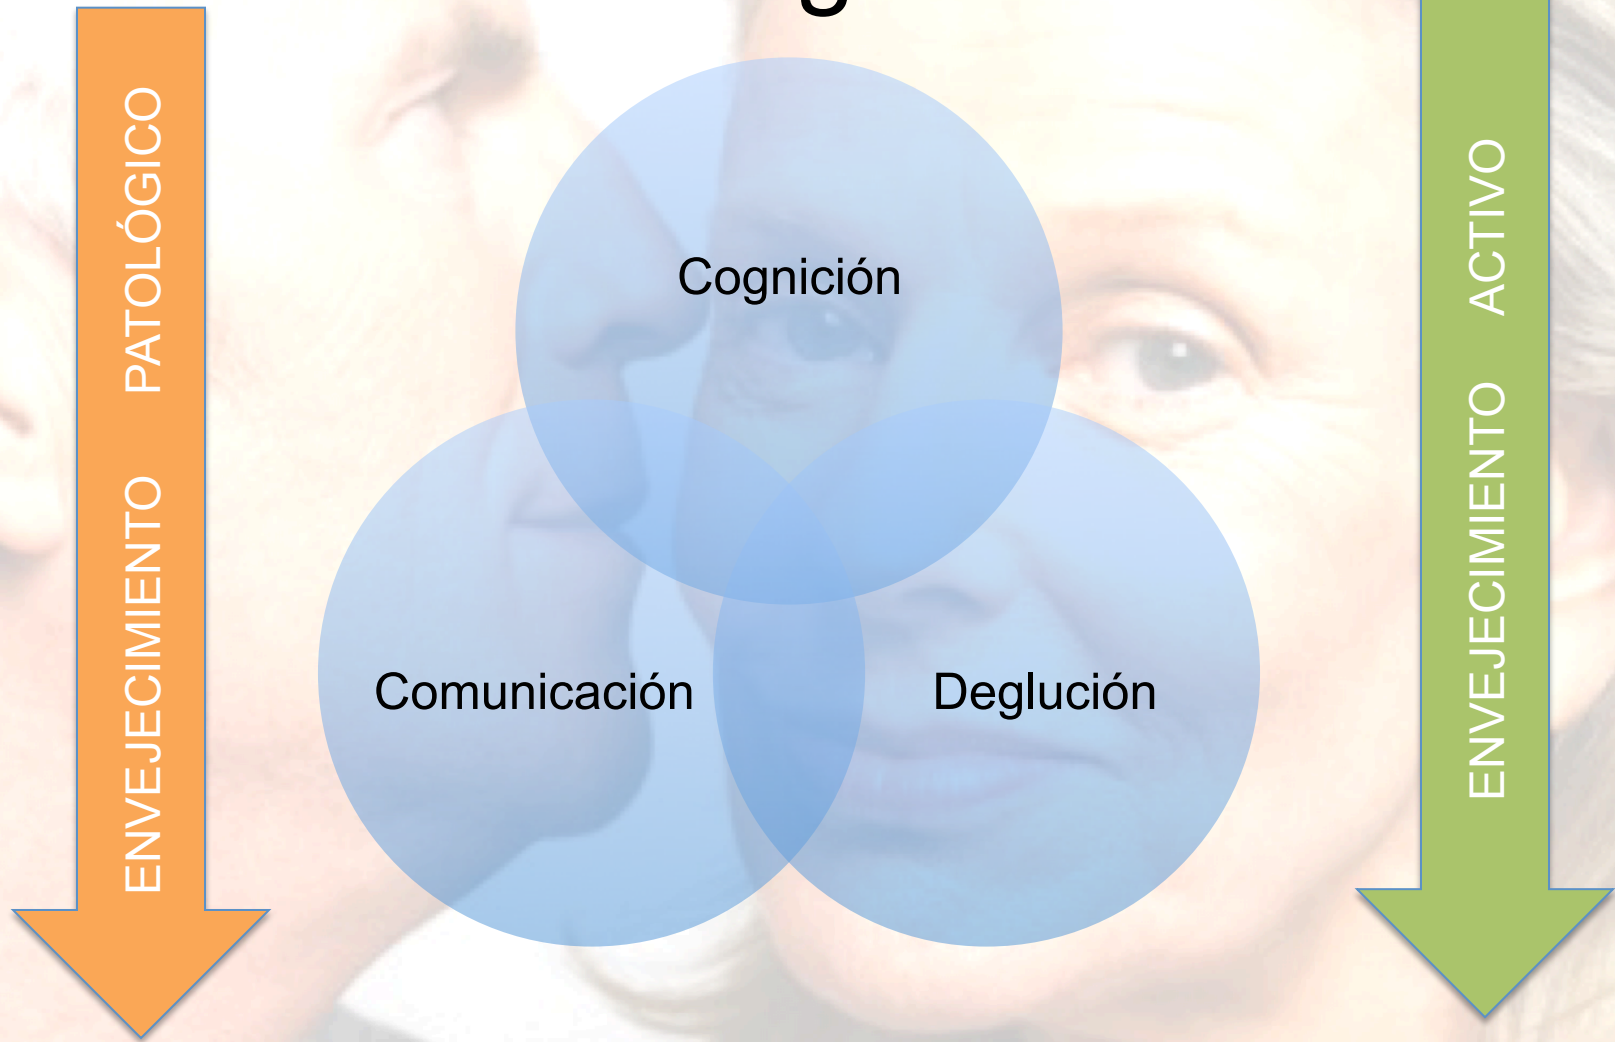 ENVEJECIMIENTO PATOLÓGICO
Cognición
Comunicación
Deglución
ENVEJECIMIENTO ACTIVO